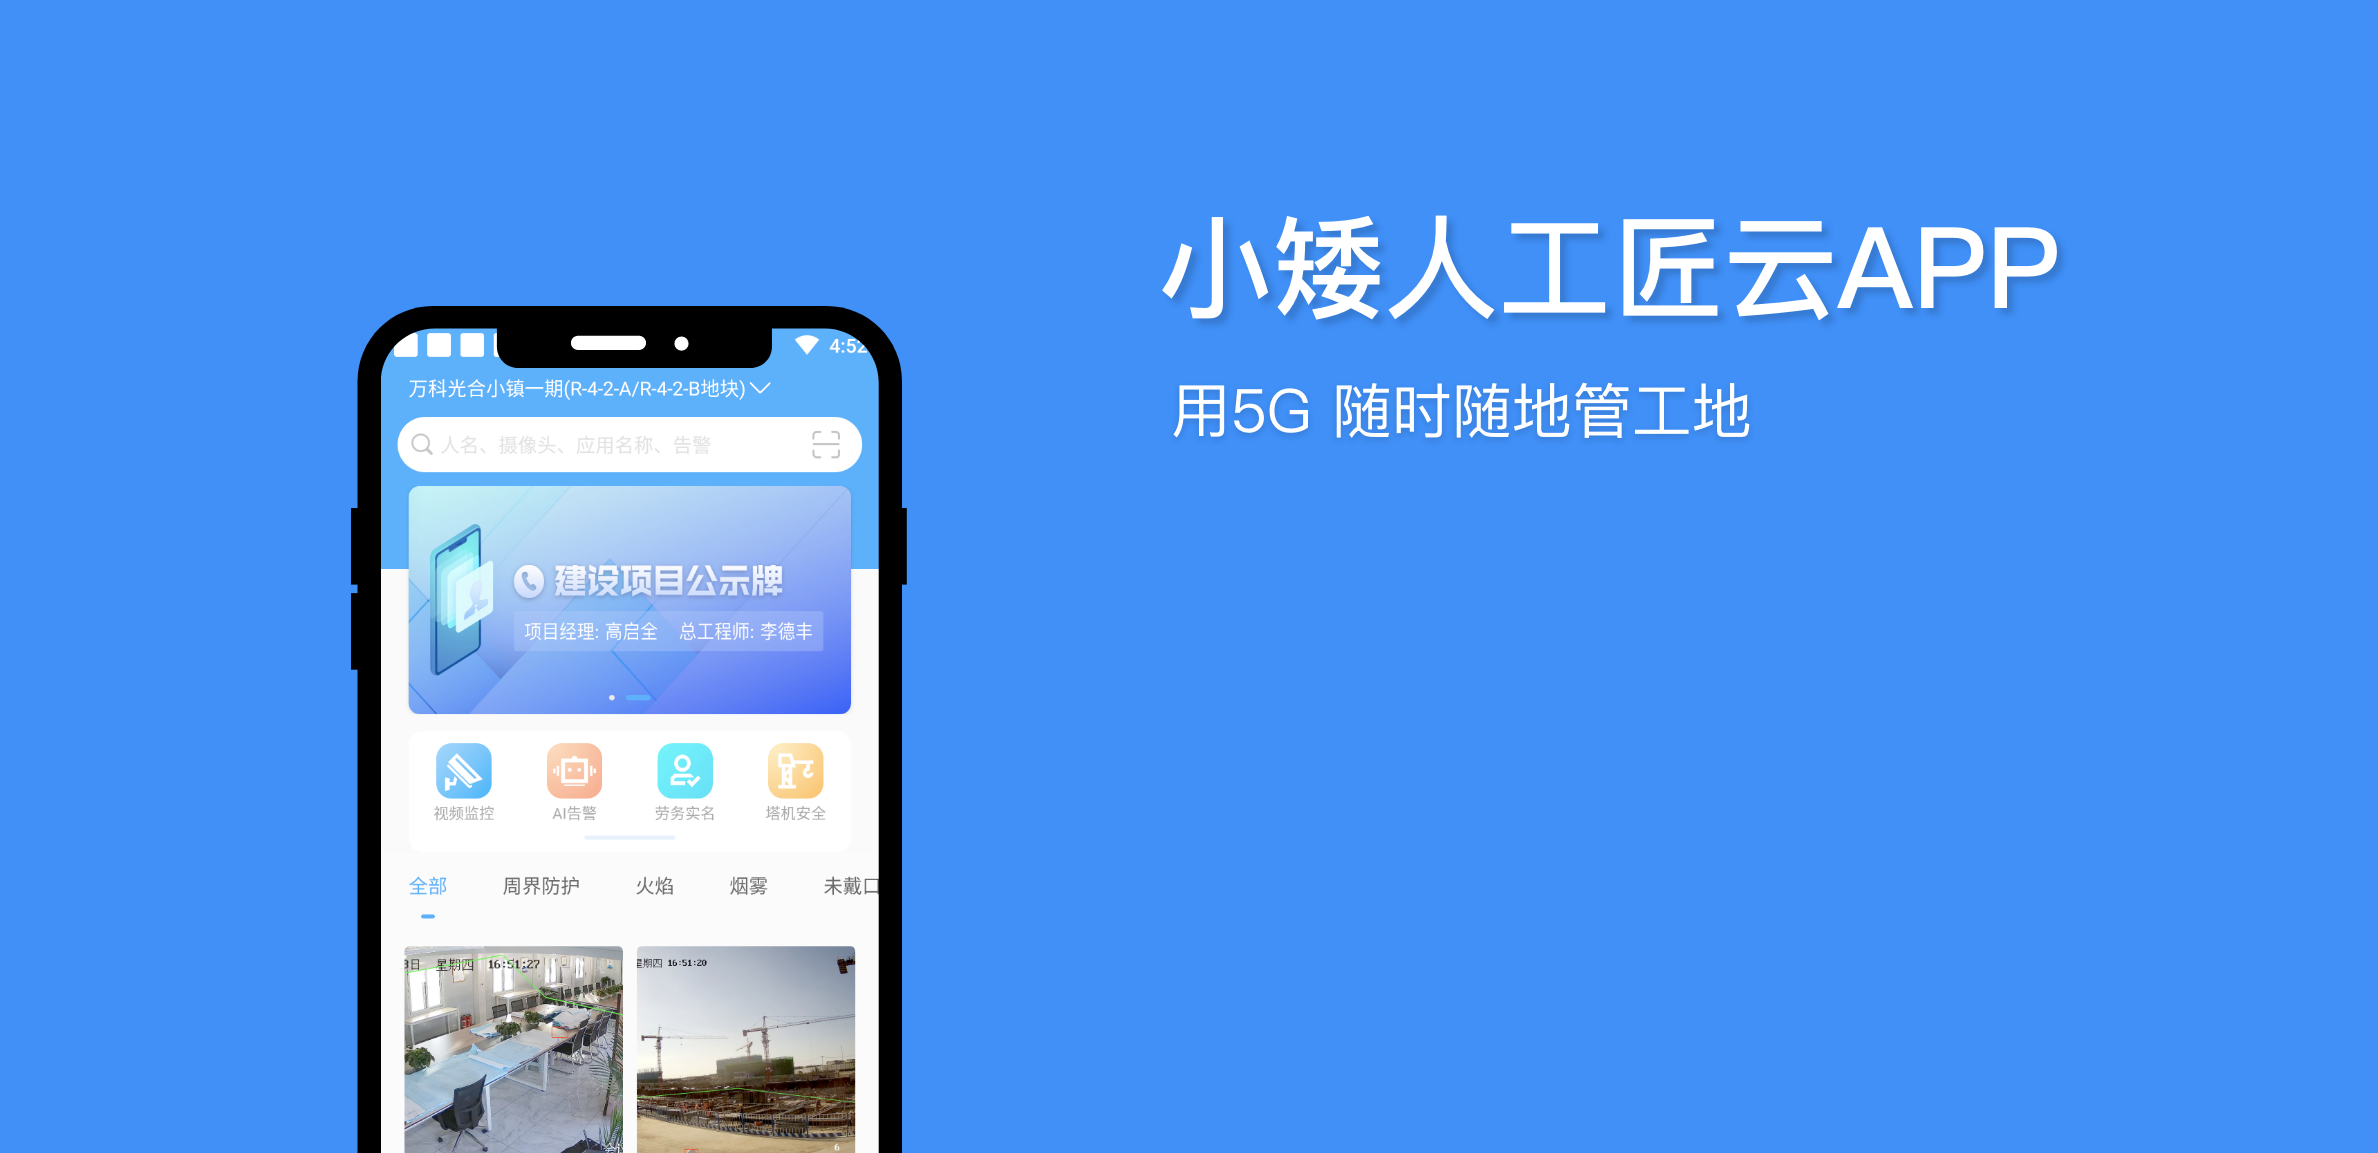 小矮人工匠云APP
用5G 随时随地管工地
4:52
万科光合小镇一期(R-4-2-A/R-4-2-B地块)
人名、摄像头、应用名称、告警
建设项目公示牌
项目经理: 高启全 总工程师: 李德丰
视频监控 AI告警 劳务实名 塔机安全
全部 周界防护 火焰 烟雾 未戴口
3日 星期四 16:51:27
星期四 16:51:20
6